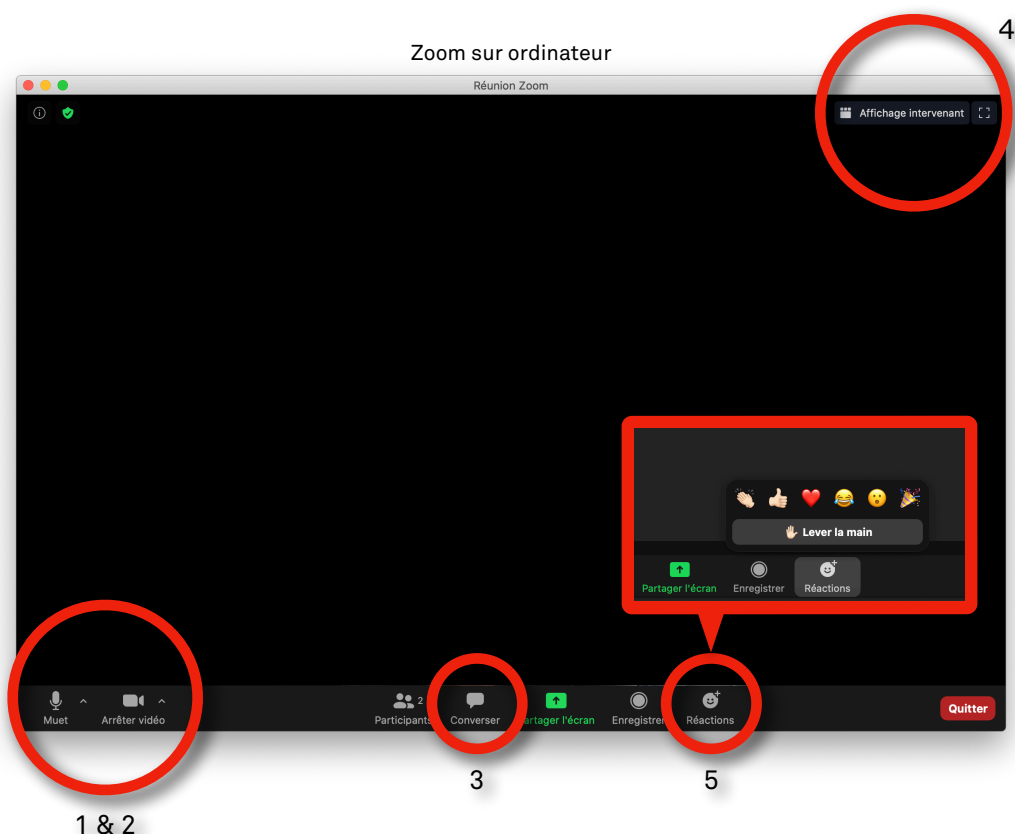 4
Zoom sur ordinateur
Réunion Zoom
Affichage intervenant
Lever la main
Partager l'écran Enregistrer Réactions
Muet Arrêter vidéo Participants 2 Converser Partager l'écran Enregistrer Réactions Quitter
3 5
1 & 2